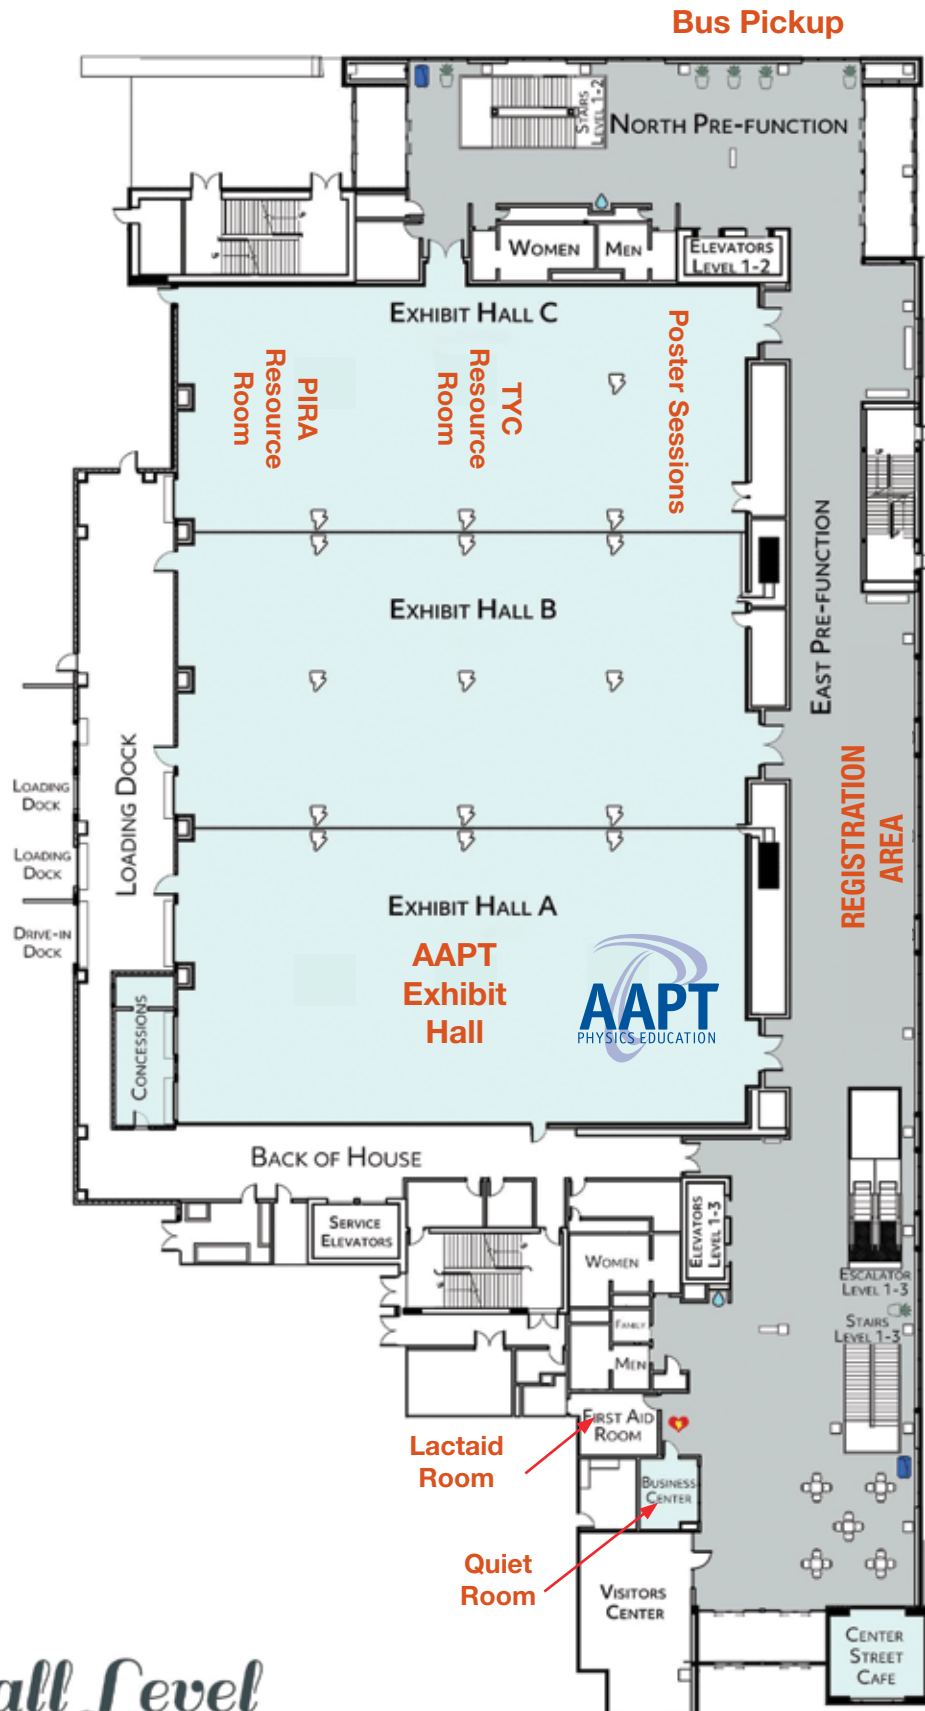 Bus Pickup
STAIRS
LEVEL 1-2
NORTH PRE-FUNCTION
WOMEN
MEN
ELEVATORS
LEVEL 1-2
EXHIBIT HALL C
PIRA
Resource
Room
TYC
Resource
Room
Poster Sessions
EXHIBIT HALL B
EAST PRE-FUNCTION
LOADING
DOCK
LOADING
DOCK
DRIVE-IN
DOCK
LOADING DOCK
REGISTRATION
AREA
EXHIBIT HALL A
AAPT
Exhibit
Hall
AAPT
PHYSICS EDUCATION
CONCESSIONS
BACK OF HOUSE
SERVICE
ELEVATORS
ELEVATORS
LEVEL 1-3
WOMEN
FAMILY
MEN
ESCALATOR
LEVEL 1-3
STAIRS
LEVEL 1-3
FIRST AID
ROOM
Lactaid
Room
BUSINESS
CENTER
Quiet
Room
VISITORS
CENTER
CENTER
STREET
CAFE
all Level